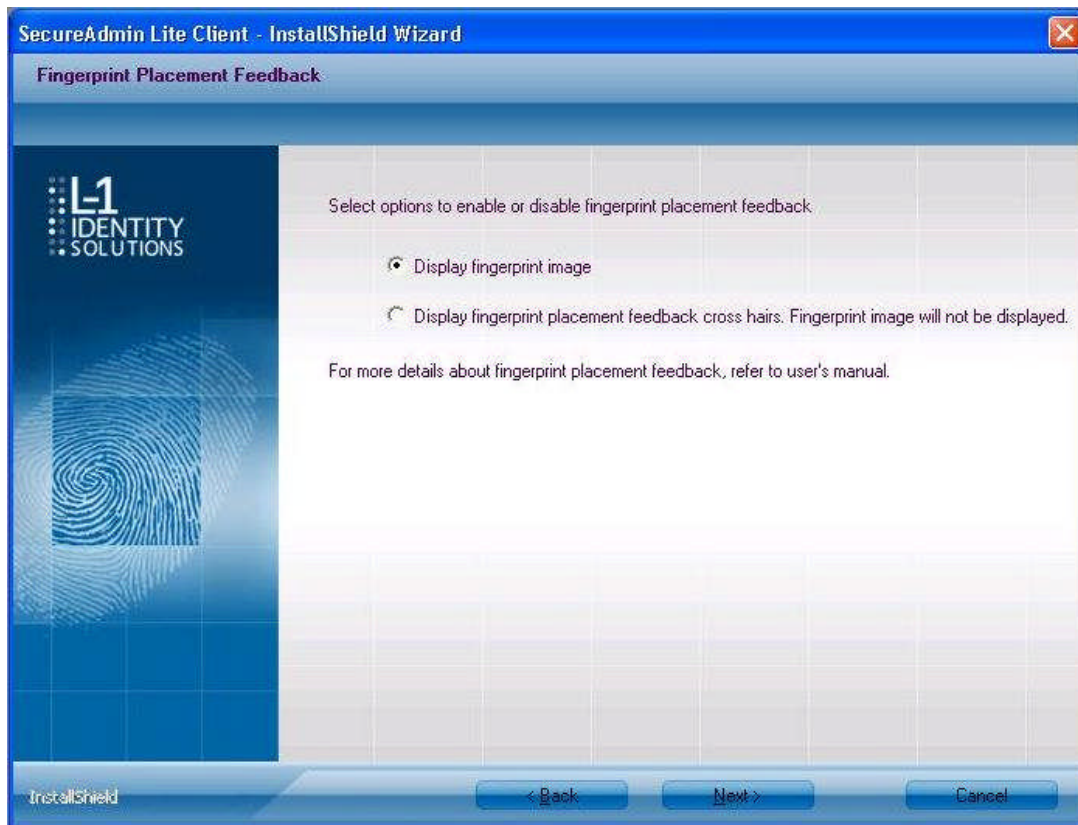 SecureAdmin Lite Client - InstallShield Wizard
Fingerprint Placement Feedback
L-1
IDENTITY
SOLUTIONS
Select options to enable or disable fingerprint placement feedback
Display fingerprint image
Display fingerprint placement feedback cross hairs. Fingerprint image will not be displayed.
For more details about fingerprint placement feedback, refer to user's manual.
InstallShield
< Back
Next >
Cancel